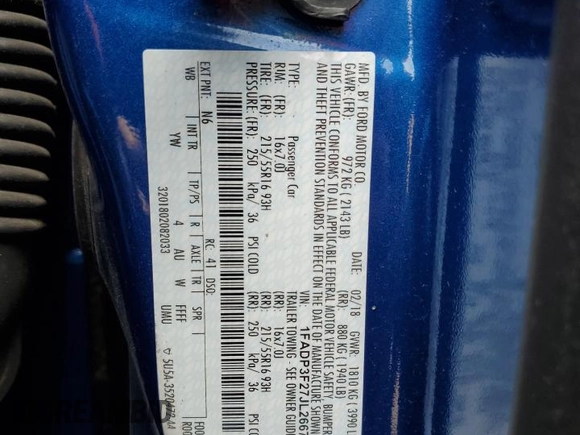 MFD. BY FORD MOTOR CO.
DATE: 02/18 GVWR: 1810 KG / 3990 L
GAWR: (FR) 972 KG ( 2143 LB) (RR) 880 KG ( 1940 LB)
THIS VEHICLE CONFORMS TO ALL APPLICABLE FEDERAL MOTOR VEHICLE SAFETY, BUMPER
AND THEFT PREVENTION STANDARDS IN EFFECT ON THE DATE OF MANUFACTURE SHOWN
VIN: 1FADP3F27JL2667
TYPE: Passenger Car TRAILER TOWING - SEE OWNER GUIDE
RIM: (FR) 16x7.0J (RR) 16x7.0J
TIRE: (FR) 215/55R16 93H (RR) 215/55R16 93H
PRESSURE: (FR) 250 kPa/ 36 PSI COLD (RR) 250 kPa/ 36 PSI COLD
EXT PNT: N6 RC: 41 DSO:
WB INT TR TP/PS R AXLE TR SPR
YW 4 AU W FFFF UMU
3201802082033